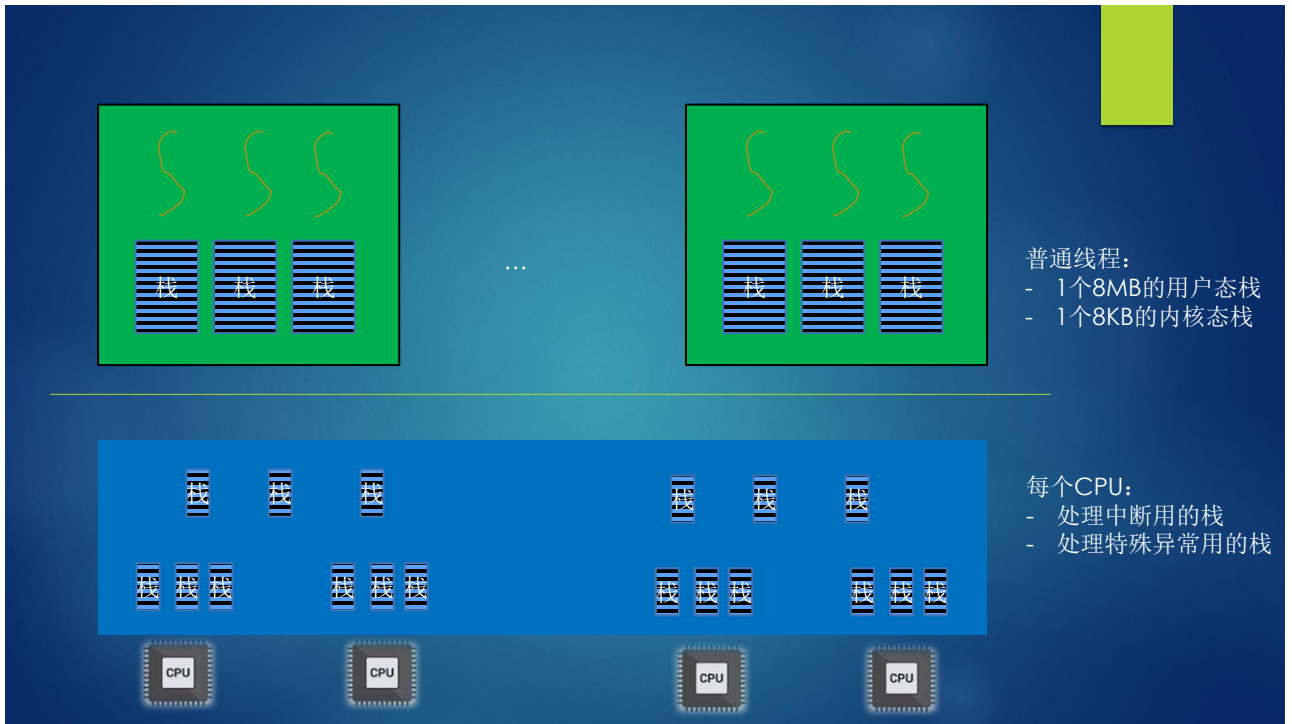 栈 栈 栈
...
栈 栈 栈
普通线程：
- 1个8MB的用户态栈
- 1个8KB的内核态栈
栈 栈 栈
栈 栈 栈
每个CPU：
- 处理中断用的栈
- 处理特殊异常用的栈
栈 栈 栈
栈 栈 栈
栈 栈 栈
栈 栈 栈
CPU
CPU
CPU
CPU